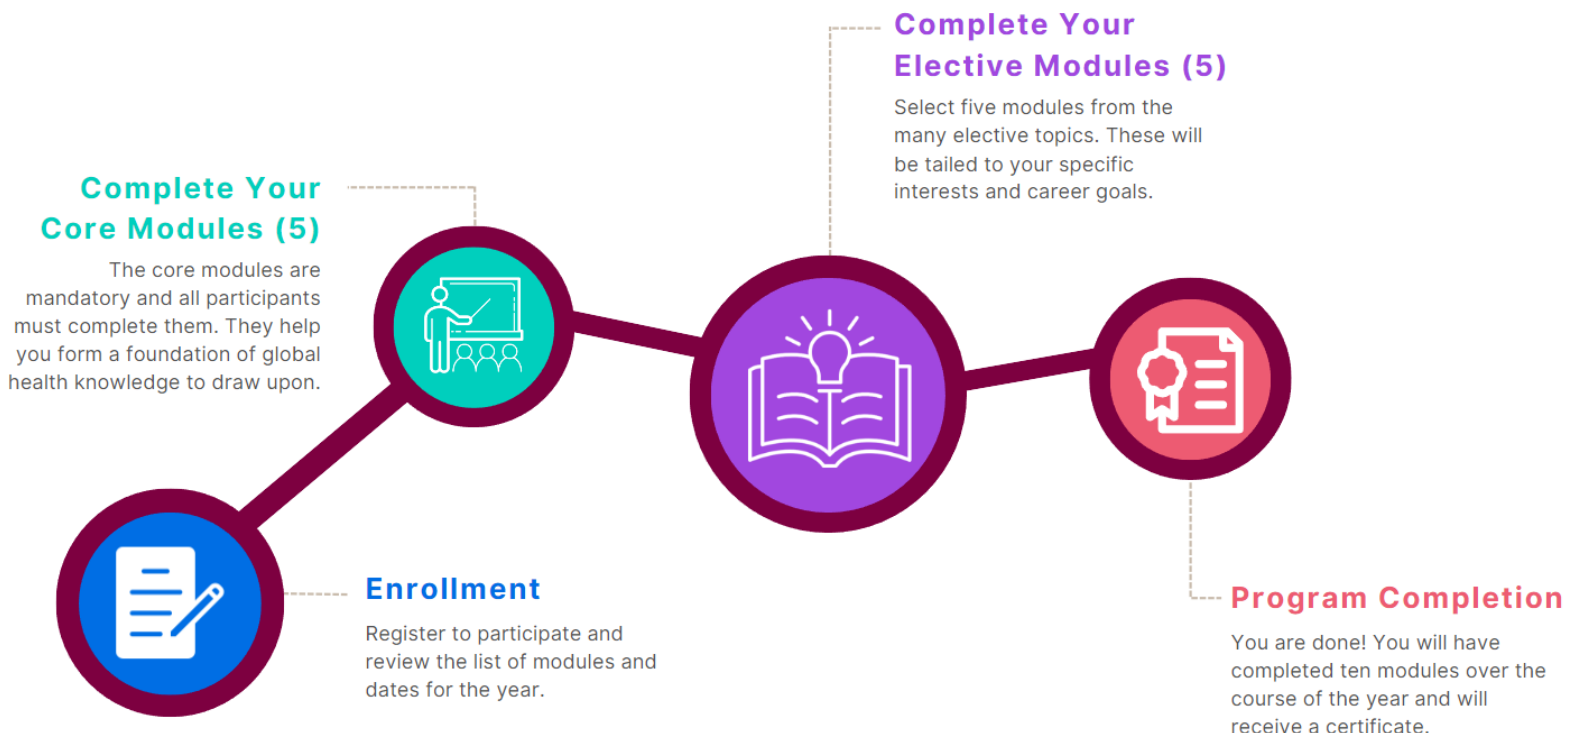 Complete Your
Elective Modules (5)
Select five modules from the
many elective topics. These will
be tailed to your specific
interests and career goals.
Complete Your
Core Modules (5)
The core modules are
mandatory and all participants
must complete them. They help
you form a foundation of global
health knowledge to draw upon.
Enrollment
Register to participate and
review the list of modules and
dates for the year.
Program Completion
You are done! You will have
completed ten modules over the
course of the year and will
receive a certificate.